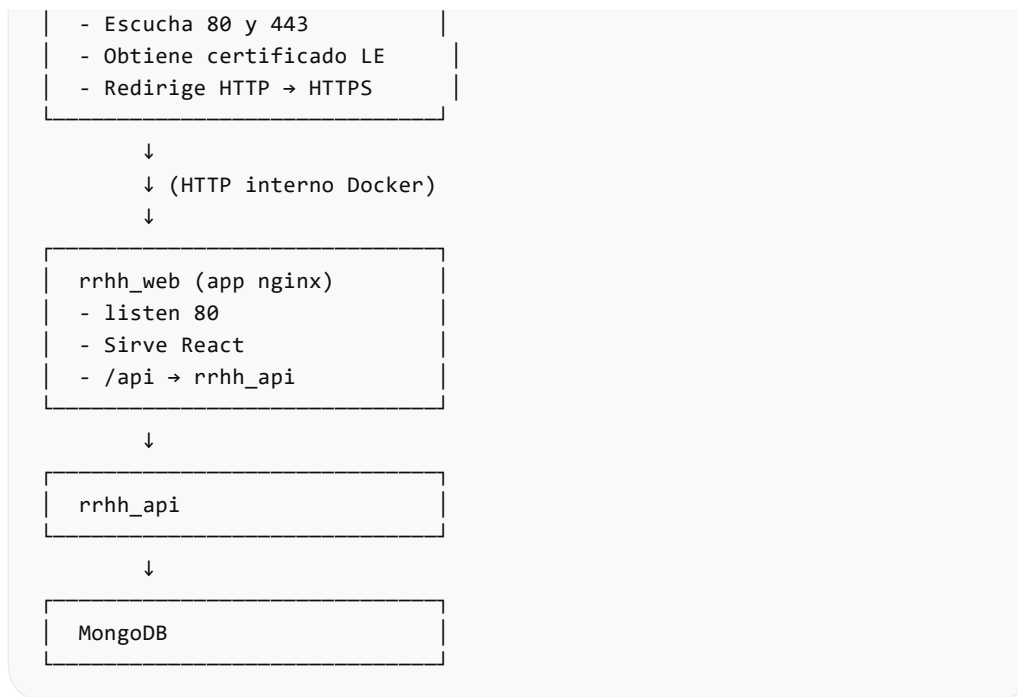 - Escucha 80 y 443
- Obtiene certificado LE
- Redirige HTTP → HTTPS
↓
↓ (HTTP interno Docker)
↓
rrhh_web (app nginx)
- listen 80
- Sirve React
- /api → rrhh_api
↓
rrhh_api
↓
MongoDB